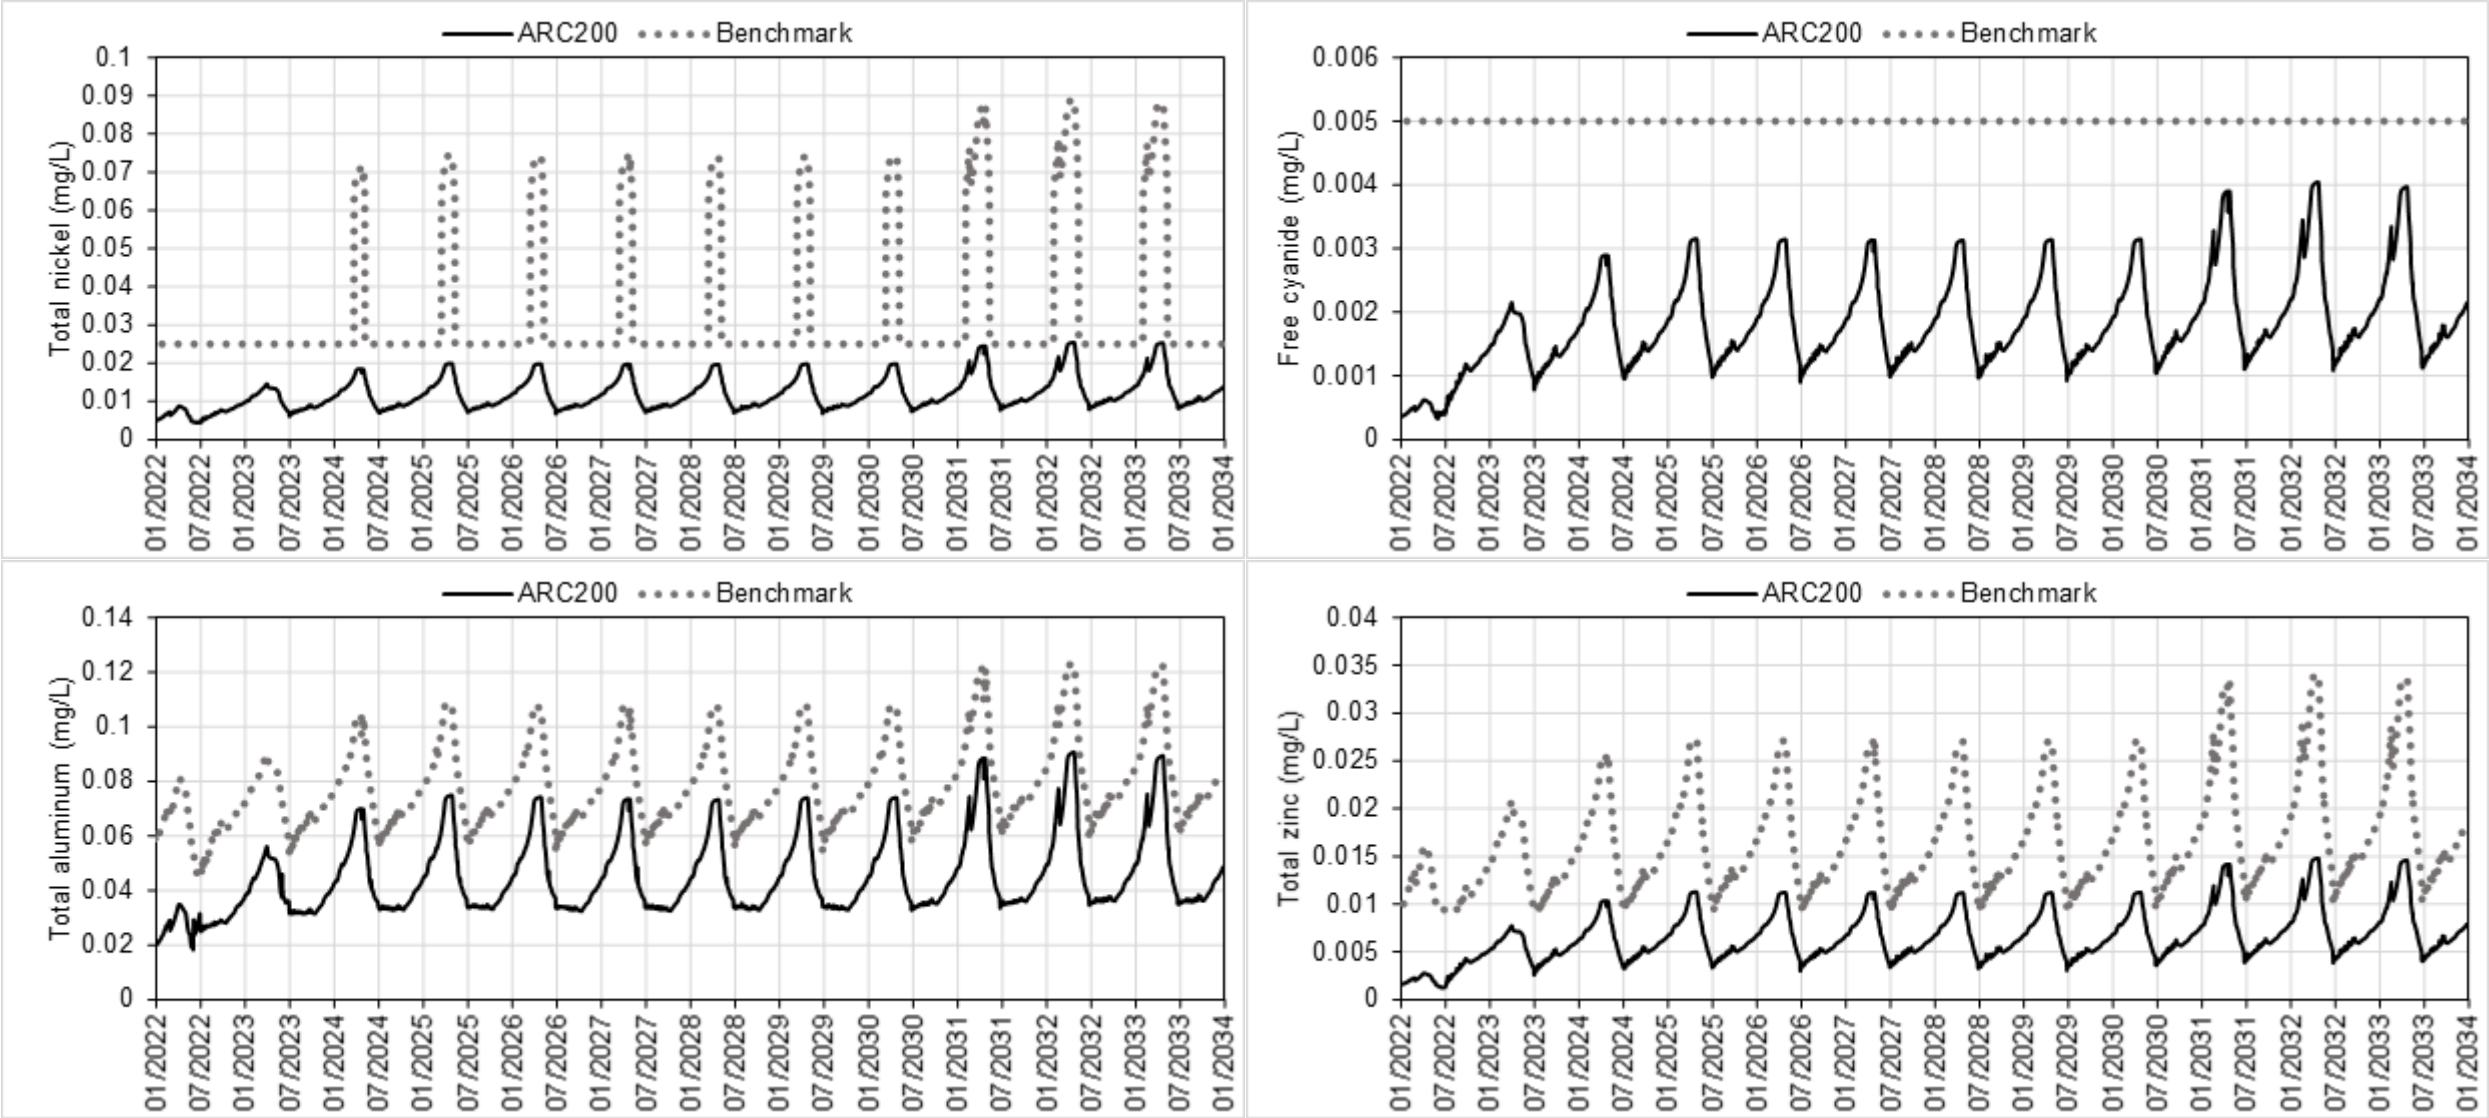 ARC200 Benchmark
Total nickel (mg/L)
0.1
0.09
0.08
0.07
0.06
0.05
0.04
0.03
0.02
0.01
0
01/2022 07/2022 01/2023 07/2023 01/2024 07/2024 01/2025 07/2025 01/2026 07/2026 01/2027 07/2027 01/2028 07/2028 01/2029 07/2029 01/2030 07/2030 01/2031 07/2031 01/2032 07/2032 01/2033 07/2033 01/2034
ARC200 Benchmark
Free cyanide (mg/L)
0.006
0.005
0.004
0.003
0.002
0.001
0
01/2022 07/2022 01/2023 07/2023 01/2024 07/2024 01/2025 07/2025 01/2026 07/2026 01/2027 07/2027 01/2028 07/2028 01/2029 07/2029 01/2030 07/2030 01/2031 07/2031 01/2032 07/2032 01/2033 07/2033 01/2034
ARC200 Benchmark
Total aluminum (mg/L)
0.14
0.12
0.1
0.08
0.06
0.04
0.02
0
01/2022 07/2022 01/2023 07/2023 01/2024 07/2024 01/2025 07/2025 01/2026 07/2026 01/2027 07/2027 01/2028 07/2028 01/2029 07/2029 01/2030 07/2030 01/2031 07/2031 01/2032 07/2032 01/2033 07/2033 01/2034
ARC200 Benchmark
Total zinc (mg/L)
0.04
0.035
0.03
0.025
0.02
0.015
0.01
0.005
0
01/2022 07/2022 01/2023 07/2023 01/2024 07/2024 01/2025 07/2025 01/2026 07/2026 01/2027 07/2027 01/2028 07/2028 01/2029 07/2029 01/2030 07/2030 01/2031 07/2031 01/2032 07/2032 01/2033 07/2033 01/2034